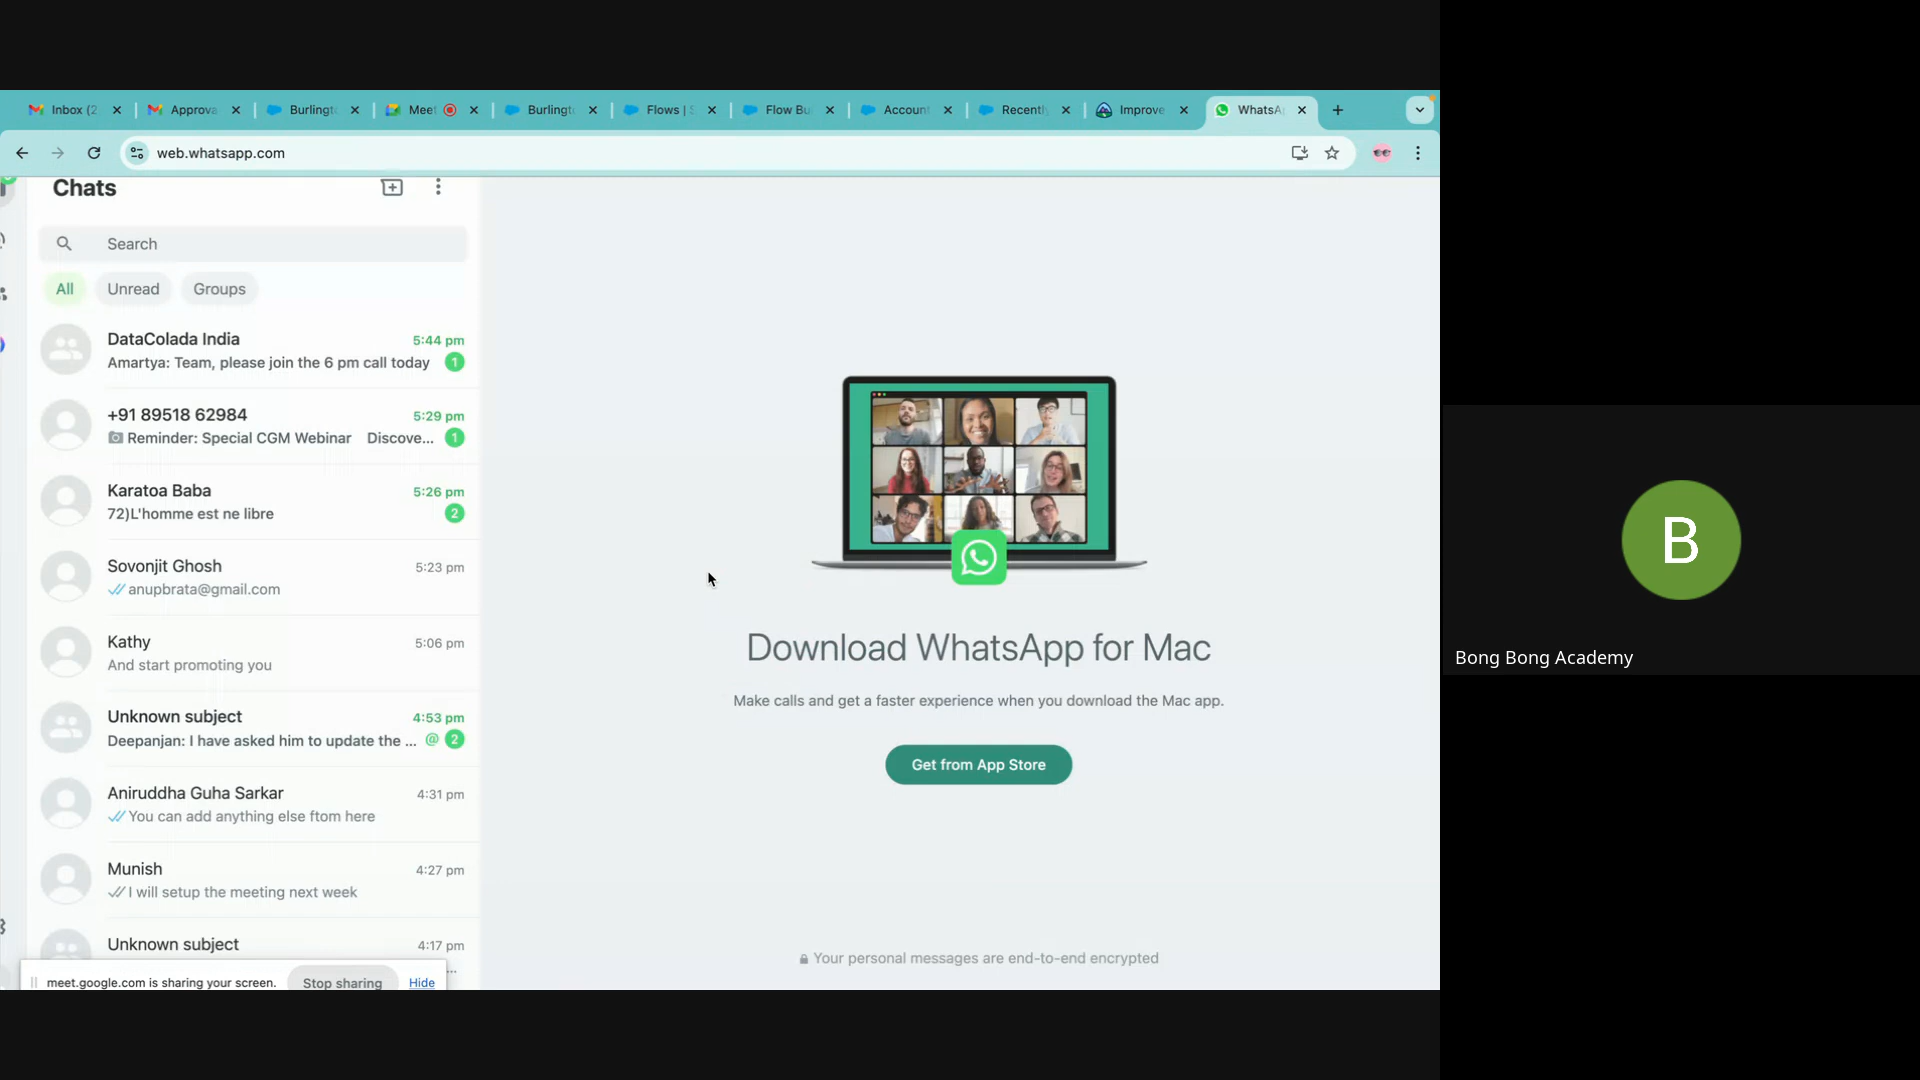 Inbox (2
Approva
Burlingt
Meet
Burlingt
Flows | S
Flow Bu
Account
Recently
Improve
WhatsA
web.whatsapp.com
Chats
Search
All
Unread
Groups
DataColada India
5:44 pm
Amartya: Team, please join the 6 pm call today
1
+91 89518 62984
5:29 pm
Reminder: Special CGM Webinar Discove...
1
Karatoa Baba
5:26 pm
72)L'homme est ne libre
2
Sovonjit Ghosh
5:23 pm
anupbrata@gmail.com
Kathy
5:06 pm
And start promoting you
Unknown subject
4:53 pm
Deepanjan: I have asked him to update the ...
@ 2
Aniruddha Guha Sarkar
4:31 pm
You can add anything else ftom here
Munish
4:27 pm
I will setup the meeting next week
Unknown subject
4:17 pm
...
meet.google.com is sharing your screen.
Stop sharing
Hide
Download WhatsApp for Mac
Make calls and get a faster experience when you download the Mac app.
Get from App Store
Your personal messages are end-to-end encrypted
B
Bong Bong Academy